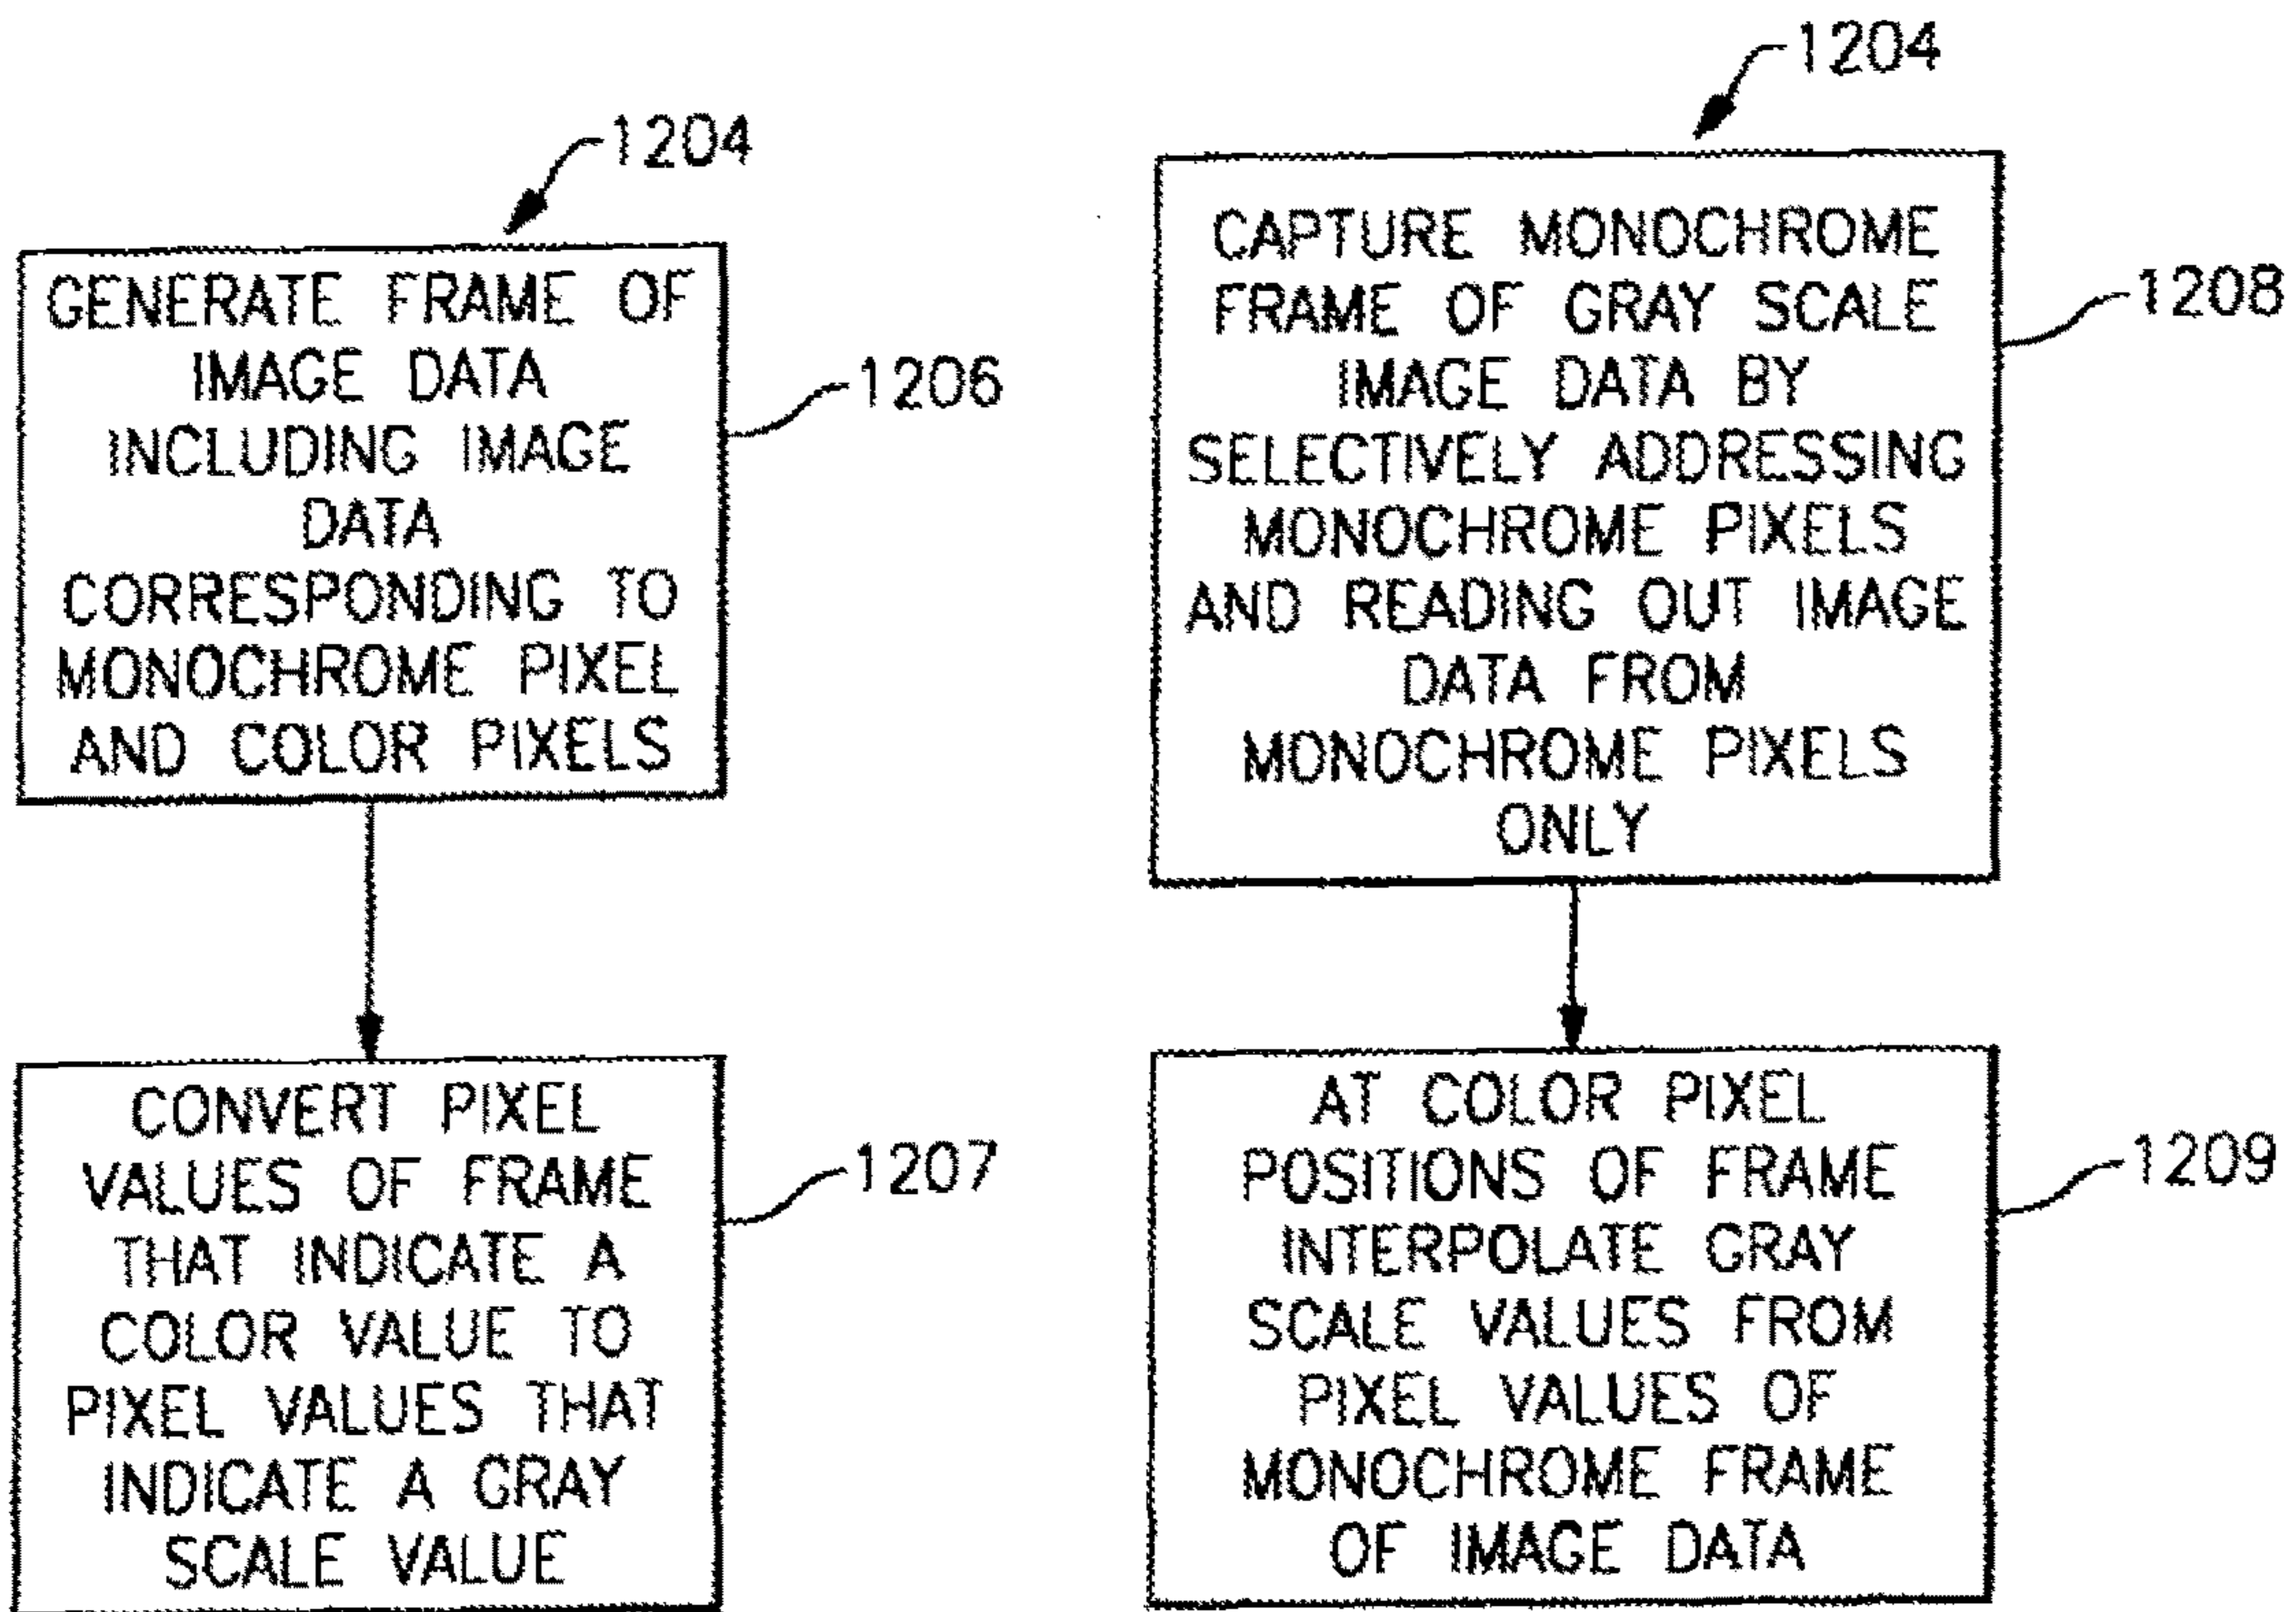 1204
GENERATE FRAME OF
IMAGE DATA
INCLUDING IMAGE
DATA
CORRESPONDING TO
MONOCHROME PIXEL
AND COLOR PIXELS
1206
CONVERT PIXEL
VALUES OF FRAME
THAT INDICATE A
COLOR VALUE TO
PIXEL VALUES THAT
INDICATE A GRAY
SCALE VALUE
1207
1204
CAPTURE MONOCHROME
FRAME OF GRAY SCALE
IMAGE DATA BY
SELECTIVELY ADDRESSING
MONOCHROME PIXELS
AND READING OUT IMAGE
DATA FROM
MONOCHROME PIXELS
ONLY
1208
AT COLOR PIXEL
POSITIONS OF FRAME
INTERPOLATE GRAY
SCALE VALUES FROM
PIXEL VALUES OF
MONOCHROME FRAME
OF IMAGE DATA
1209